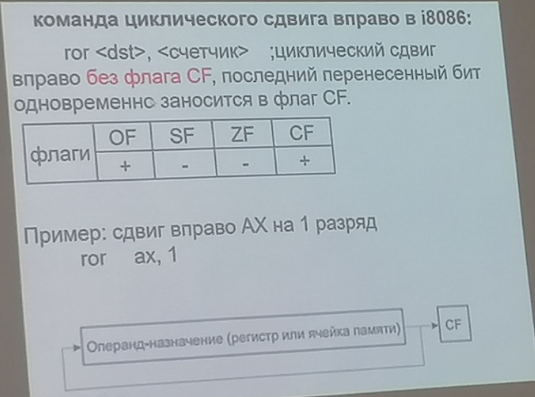 команда циклического сдвига вправо в i8086:
ror <dst>, <счетчик> ;циклический сдвиг
вправо без флага CF, последний перенесенный бит
одновременно заносится в флаг CF.
флаги OF SF ZF CF
+ - - +
Пример: сдвиг вправо AX на 1 разряд
ror ax, 1
Операнд-назначение (регистр или ячейка памяти) CF